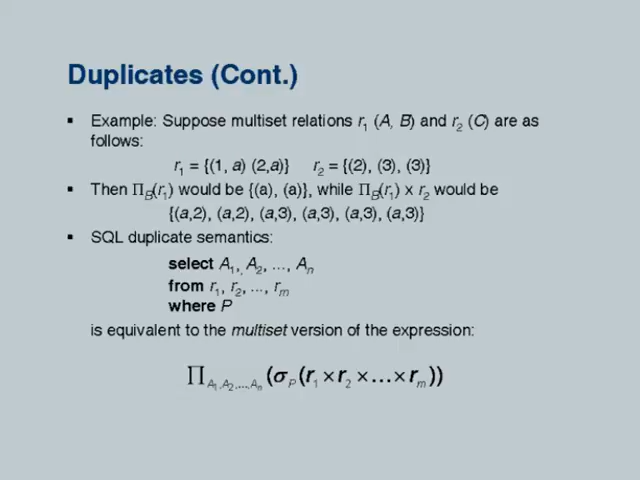 Duplicates (Cont.)
▪ Example: Suppose multiset relations r1 (A, B) and r2 (C) are as
follows:
r1 = {(1, a) (2,a)} r2 = {(2), (3), (3)}
▪ Then ΠB(r1) would be {(a), (a)}, while ΠB(r1) x r2 would be
{(a,2), (a,2), (a,3), (a,3), (a,3), (a,3)}
▪ SQL duplicate semantics:
select A1,, A2, ..., An
from r1, r2, ..., rm
where P
is equivalent to the multiset version of the expression:
∏A1,A2,...,An(σP(r1 × r2 × ... × rm))